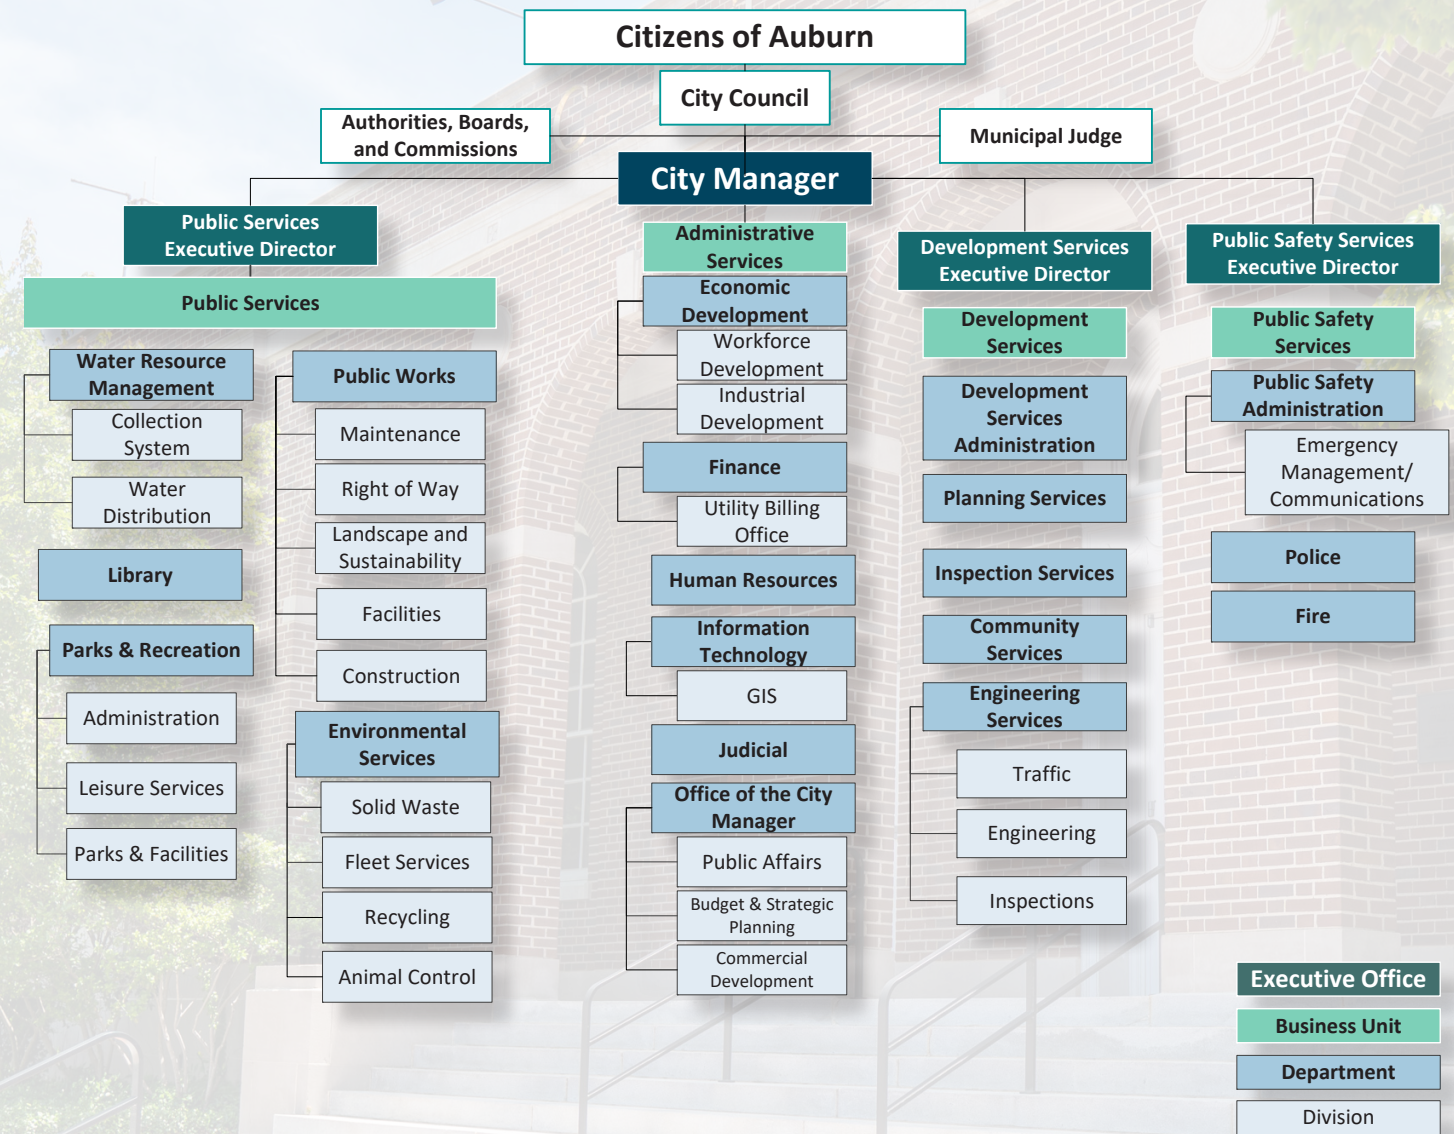 Citizens of Auburn
City Council
Authorities, Boards,
and Commissions
Municipal Judge
City Manager
Public Services
Executive Director
Public Services
Water Resource
Management
Collection
System
Water
Distribution
Library
Parks & Recreation
Administration
Leisure Services
Parks & Facilities
Public Works
Maintenance
Right of Way
Landscape and
Sustainability
Facilities
Construction
Environmental
Services
Solid Waste
Fleet Services
Recycling
Animal Control
Administrative
Services
Economic
Development
Workforce
Development
Industrial
Development
Finance
Utility Billing
Office
Human Resources
Information
Technology
GIS
Judicial
Office of the City
Manager
Public Affairs
Budget & Strategic
Planning
Commercial
Development
Development Services
Executive Director
Development
Services
Development
Services
Administration
Planning Services
Inspection Services
Community
Services
Engineering
Services
Traffic
Engineering
Inspections
Public Safety Services
Executive Director
Public Safety
Services
Public Safety
Administration
Emergency
Management/
Communications
Police
Fire
Executive Office
Business Unit
Department
Division